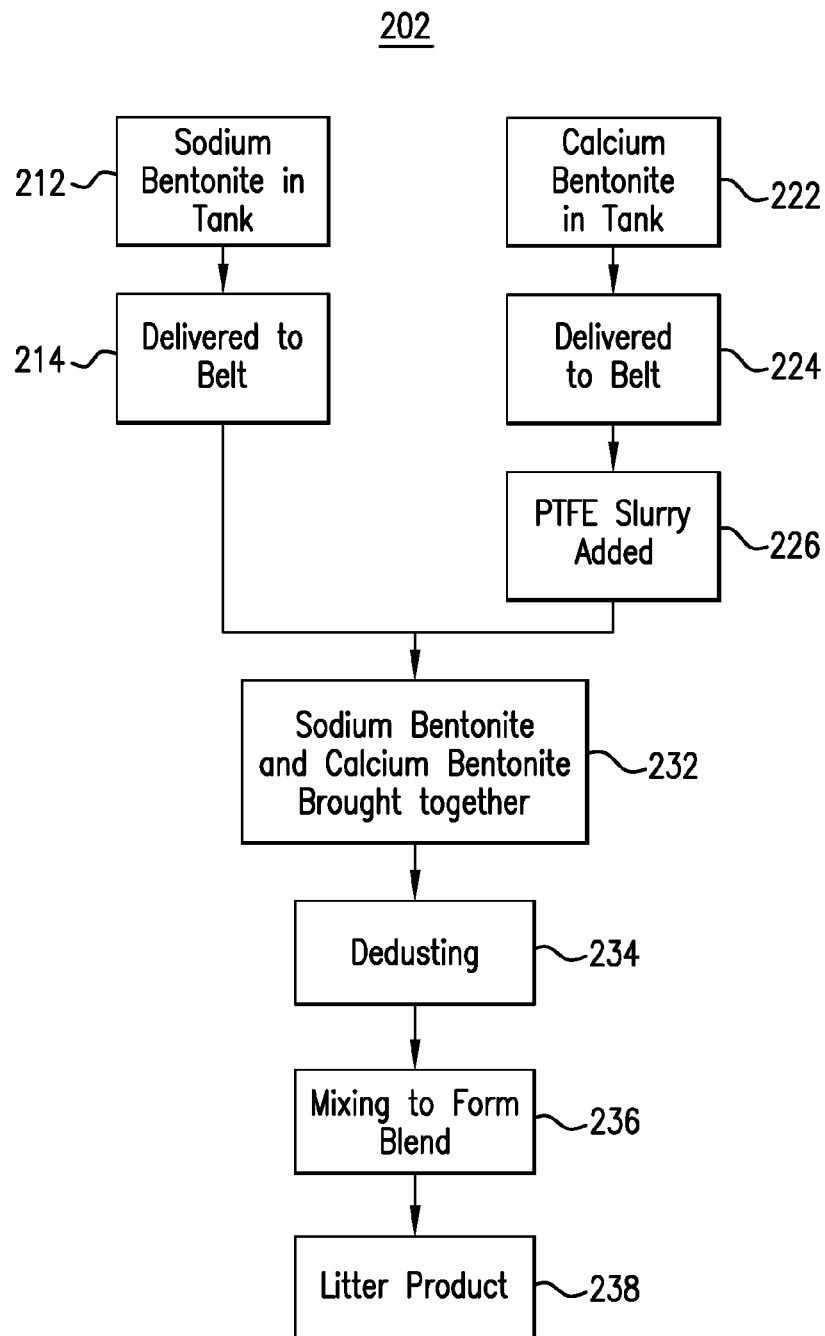 202
Sodium
Bentonite in
Tank
212
Calcium
Bentonite
in Tank
222
Delivered to
Belt
214
Delivered
to Belt
224
PTFE Slurry
Added
226
Sodium Bentonite
and Calcium Bentonite
Brought together
232
Dedusting
234
Mixing to Form
Blend
236
Litter Product
238